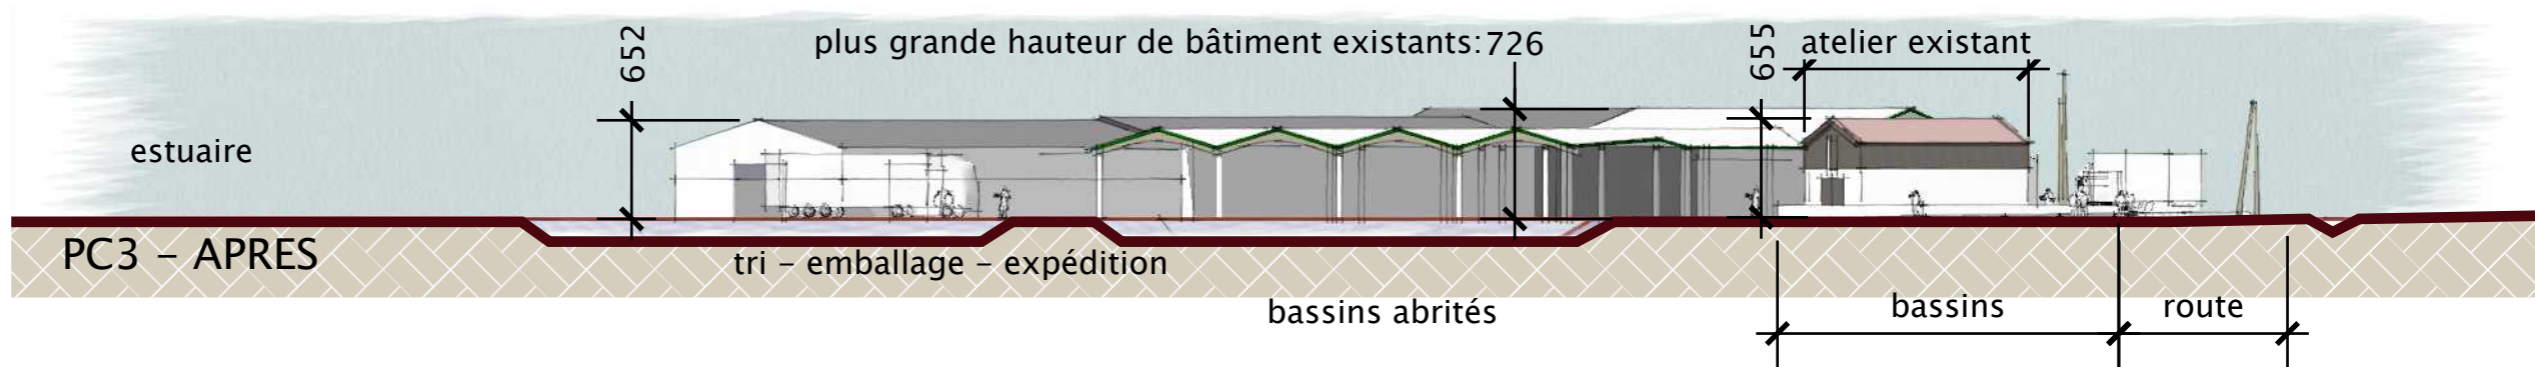 652
plus grande hauteur de bâtiment existants:726
655
atelier existant
estuaire
PC3 – APRES
tri – emballage – expédition
bassins abrités
bassins
route